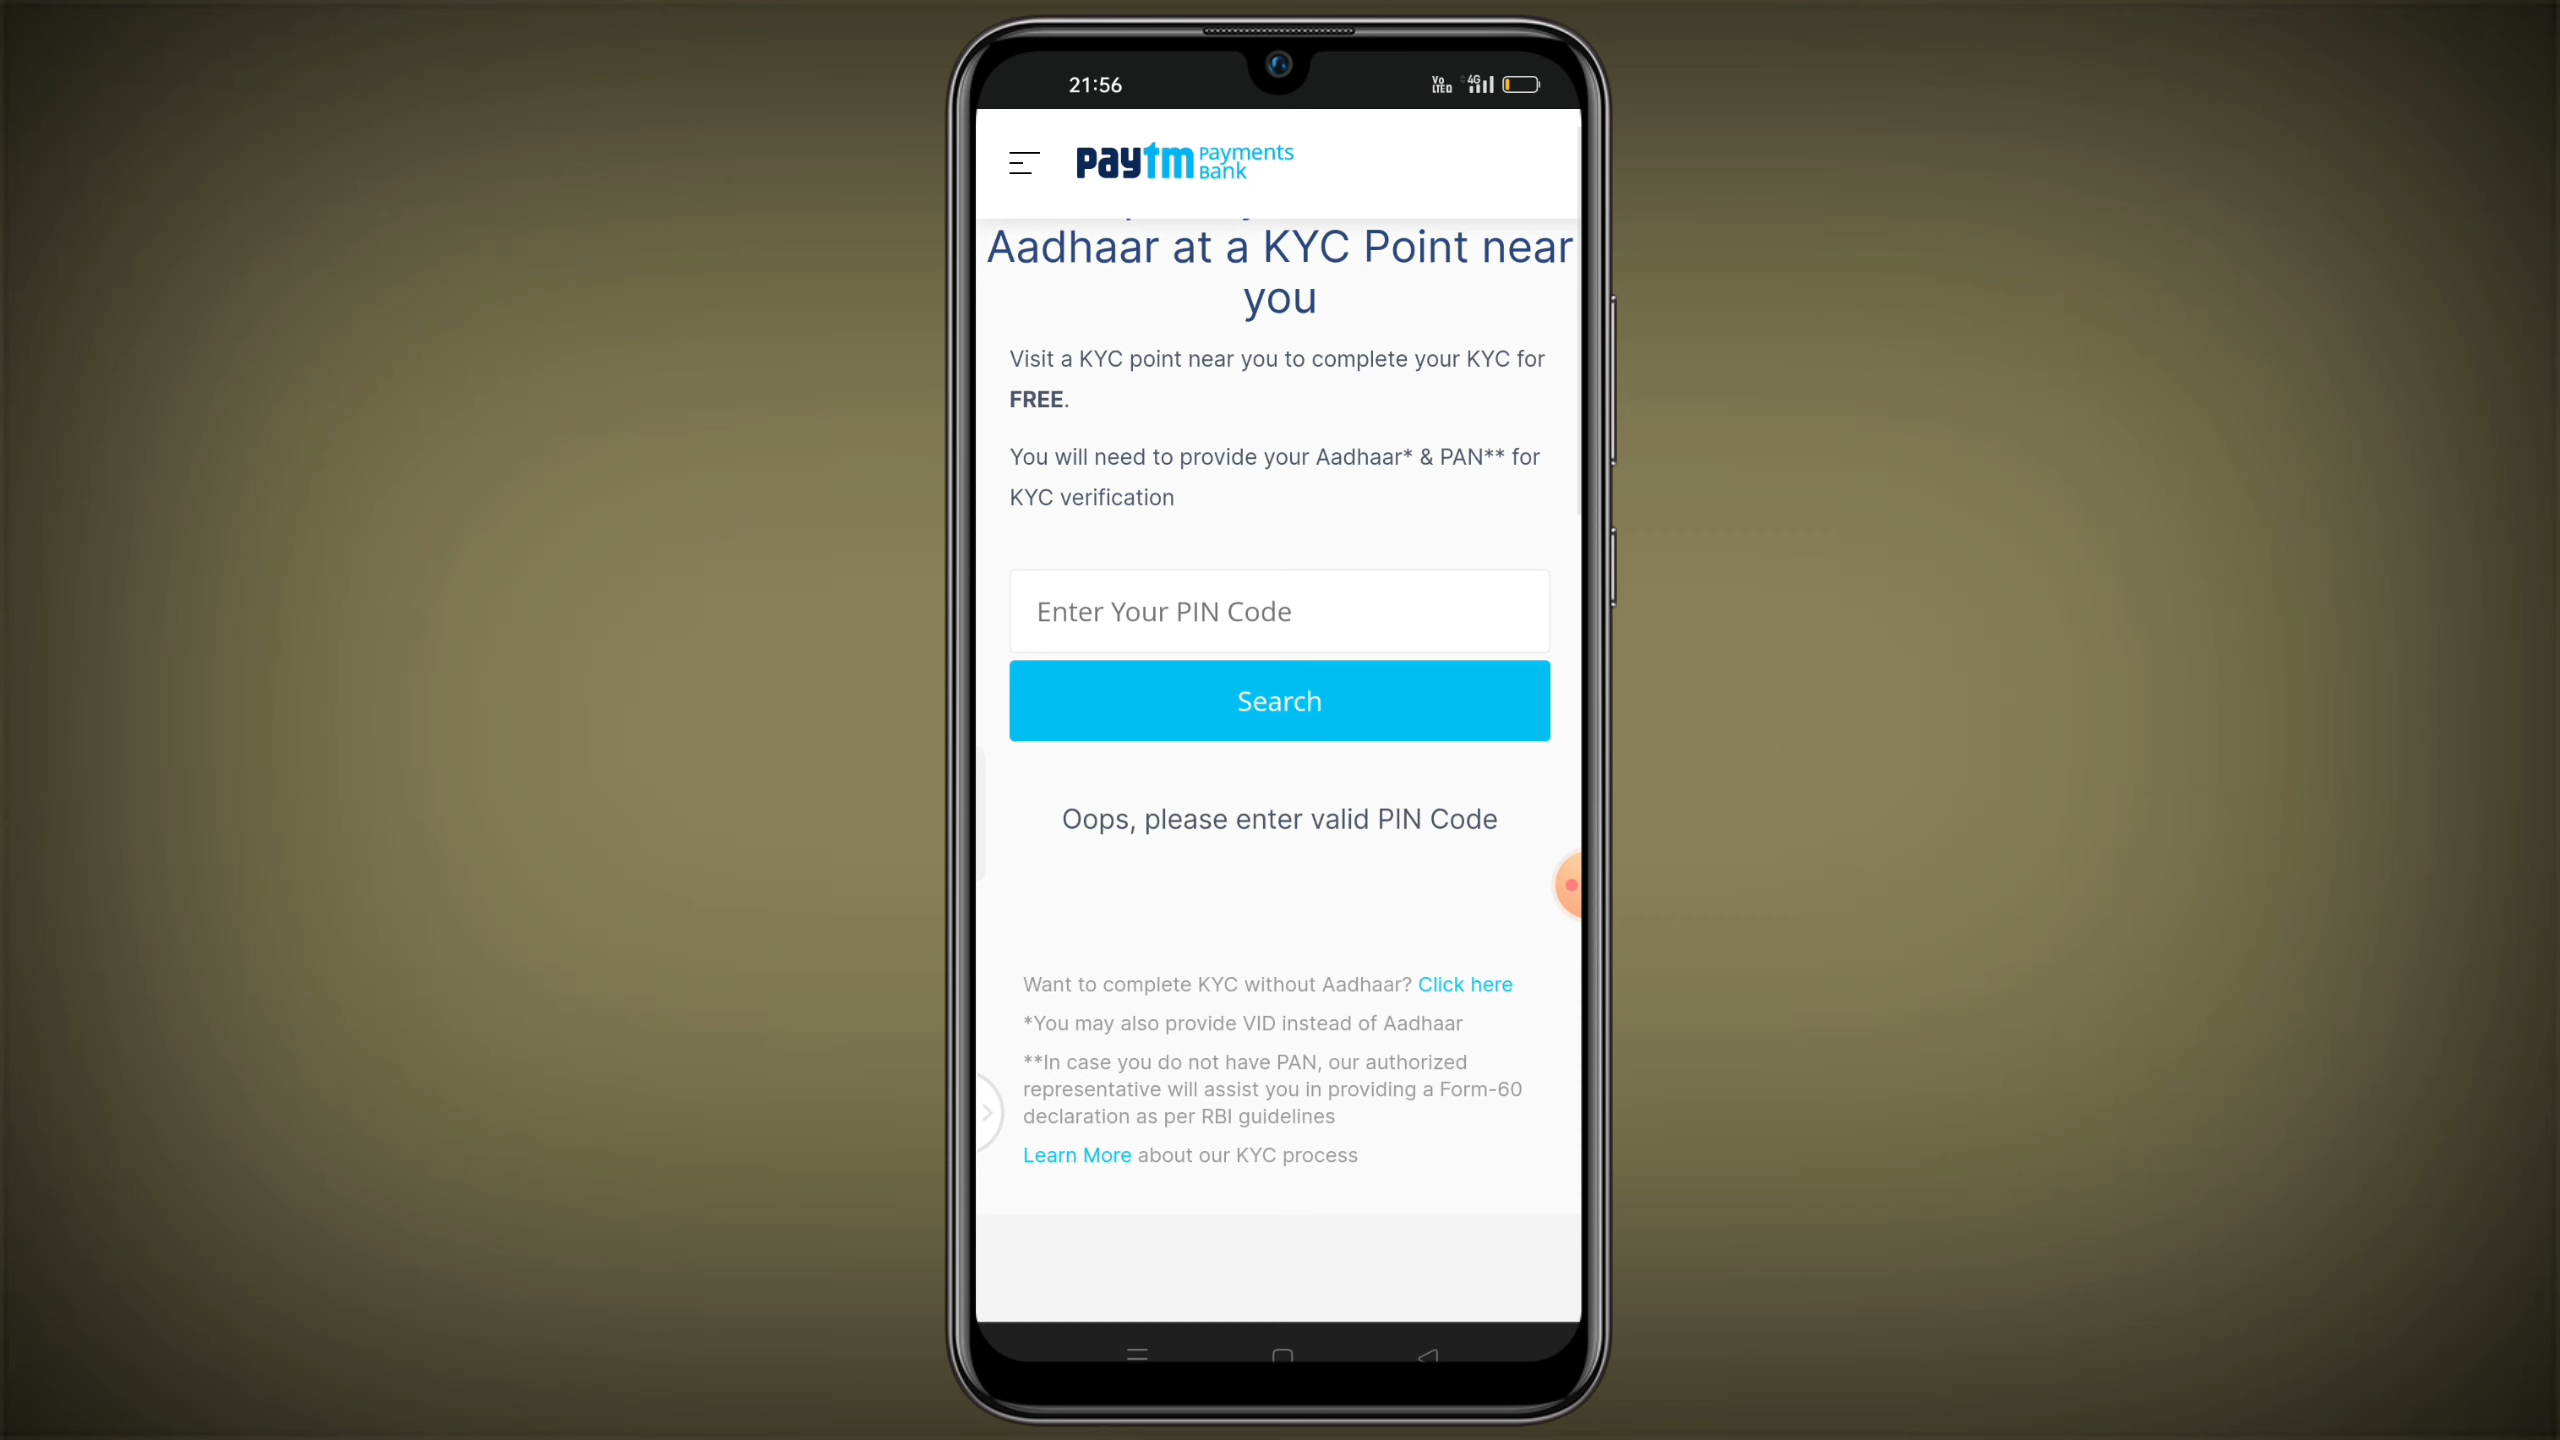 21:56
Vo
LTE
4G
paytm Payments
Bank
Aadhaar at a KYC Point near
you
Visit a KYC point near you to complete your KYC for
FREE.
You will need to provide your Aadhaar* & PAN** for
KYC verification
Enter Your PIN Code
Search
Oops, please enter valid PIN Code
Want to complete KYC without Aadhaar? Click here
*You may also provide VID instead of Aadhaar
**In case you do not have PAN, our authorized
representative will assist you in providing a Form-60
declaration as per RBI guidelines
Learn More about our KYC process